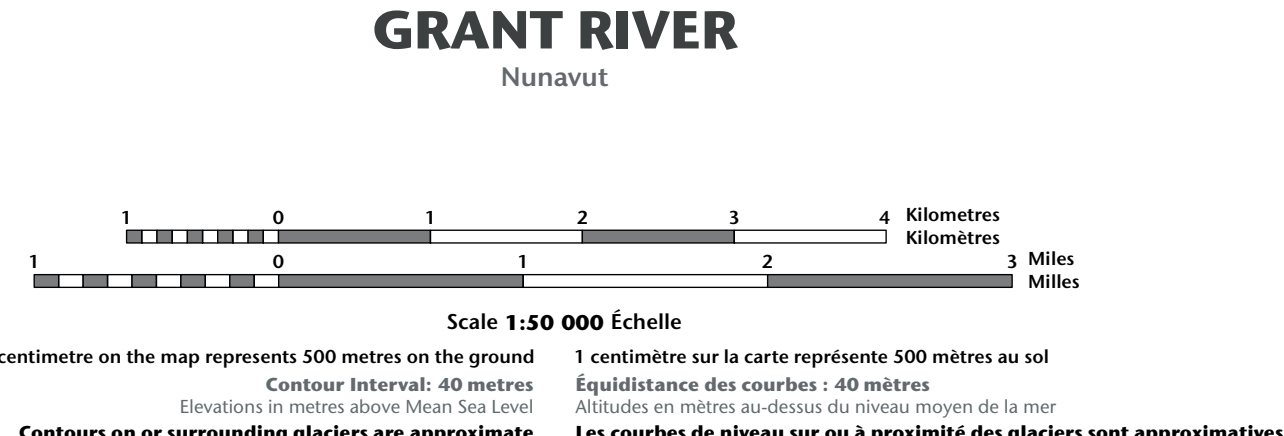 GRANT RIVER
Nunavut
1 0 1 2 3 4 Kilometres
Kilomètres
1 0 1 2 3 Miles
Milles
Scale 1:50 000 Échelle
centimetre on the map represents 500 metres on the ground 1 centimètre sur la carte représente 500 mètres au sol
Contour Interval: 40 metres Équidistance des courbes : 40 mètres
Elevations in metres above Mean Sea Level Altitudes en mètres au-dessus du niveau moyen de la mer
Contours on or surrounding glaciers are approximate Les courbes de niveau sur ou à proximité des glaciers sont approximatives